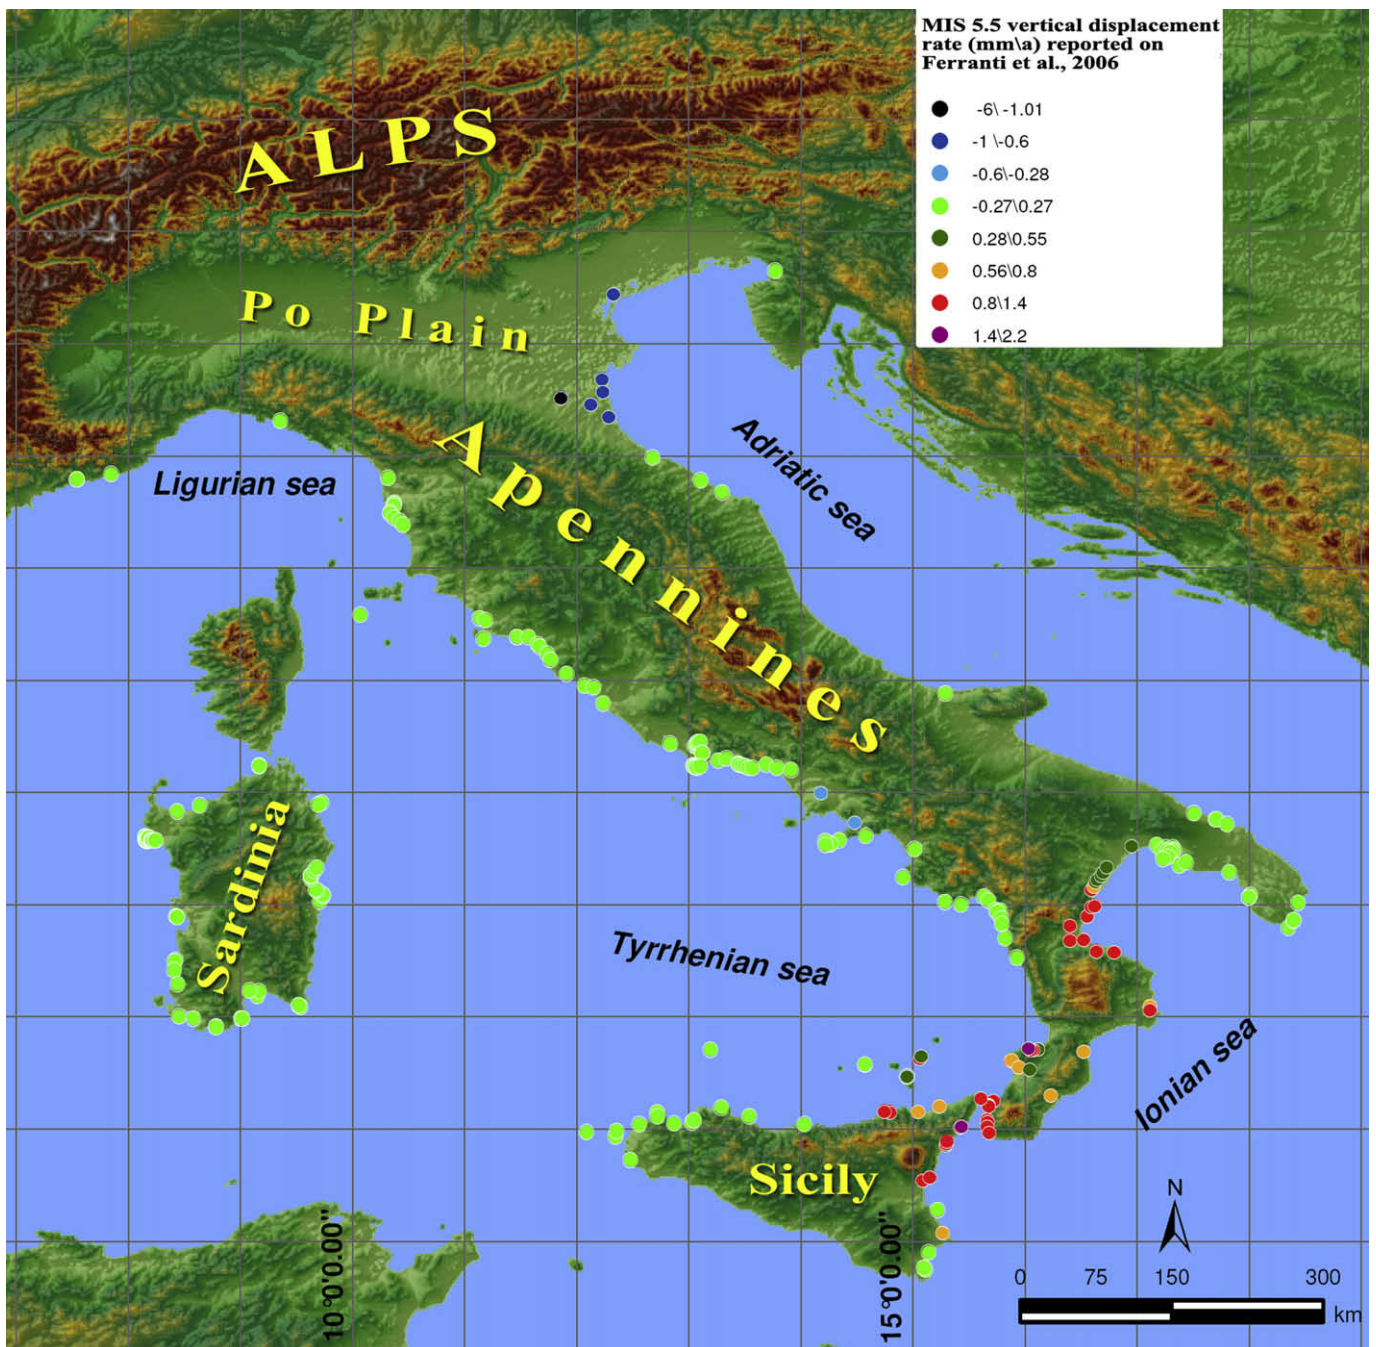 MIS 5.5 vertical displacement
rate (mm\a) reported on
Ferranti et al., 2006
-6\ -1.01
-1 \-0.6
-0.6\-0.28
-0.27\0.27
0.28\0.55
0.56\0.8
0.8\1.4
1.4\2.2
ALPS
Po Plain
Apennines
Ligurian sea
Adriatic sea
Sardinia
Tyrrhenian sea
Ionian sea
Sicily
10°0'0.00"
15°0'0.00"
N
0 75 150 300
km